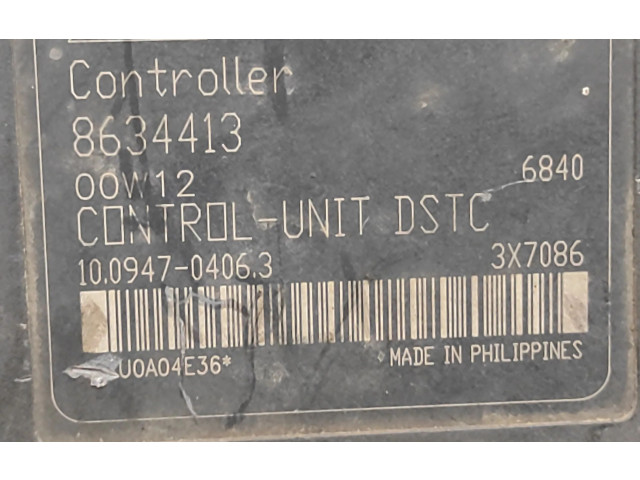 Controller
8634413
00W12 6840
CONTROL-UNIT DSTC
10.0947-0406.3 3X7086
U0A04E36*
MADE IN PHILIPPINES